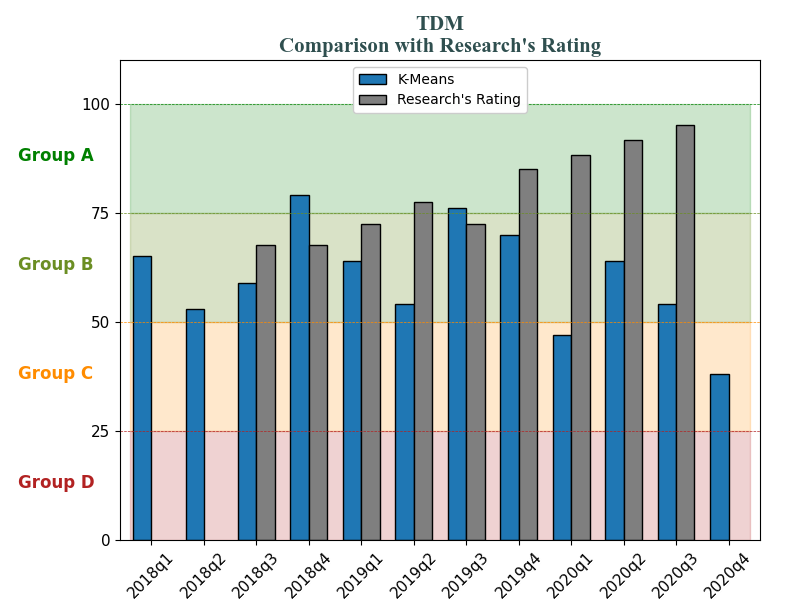 TDM
Comparison with Research's Rating
K-Means
Research's Rating
100
Group A
75
Group B
50
Group C
25
Group D
0
2018q1
2018q2
2018q3
2018q4
2019q1
2019q2
2019q3
2019q4
2020q1
2020q2
2020q3
2020q4